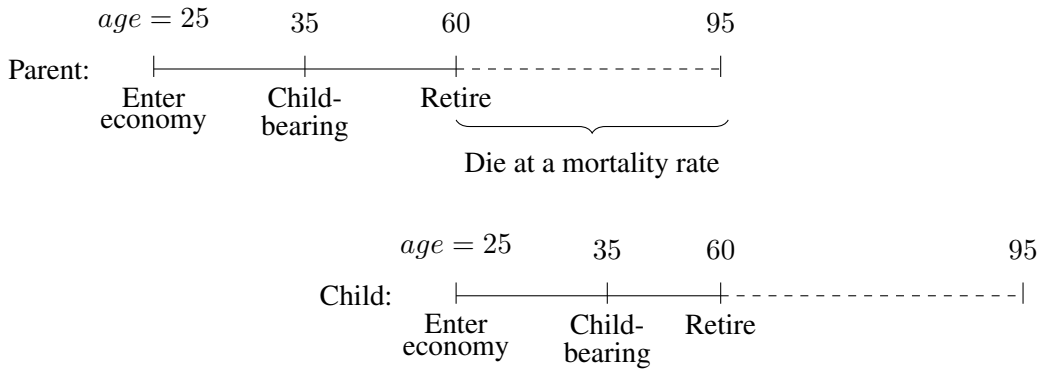 age = 25 35 60 95
Parent:
Enter economy Child-bearing Retire
Die at a mortality rate
age = 25 35 60 95
Child:
Enter economy Child-bearing Retire